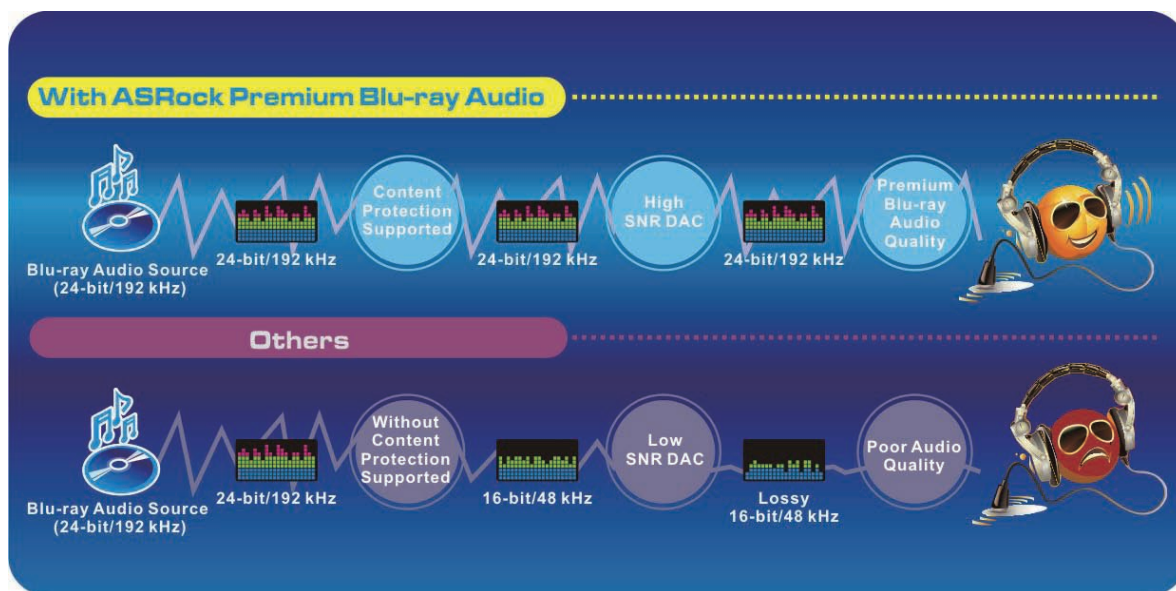 With ASRock Premium Blu-ray Audio
Blu-ray Audio Source
(24-bit/192 kHz)
24-bit/192 kHz
Content
Protection
Supported
24-bit/192 kHz
High
SNR DAC
24-bit/192 kHz
Premium
Blu-ray
Audio
Quality
Others
Blu-ray Audio Source
(24-bit/192 kHz)
24-bit/192 kHz
Without
Content
Protection
Supported
16-bit/48 kHz
Low
SNR DAC
Lossy
16-bit/48 kHz
Poor Audio
Quality